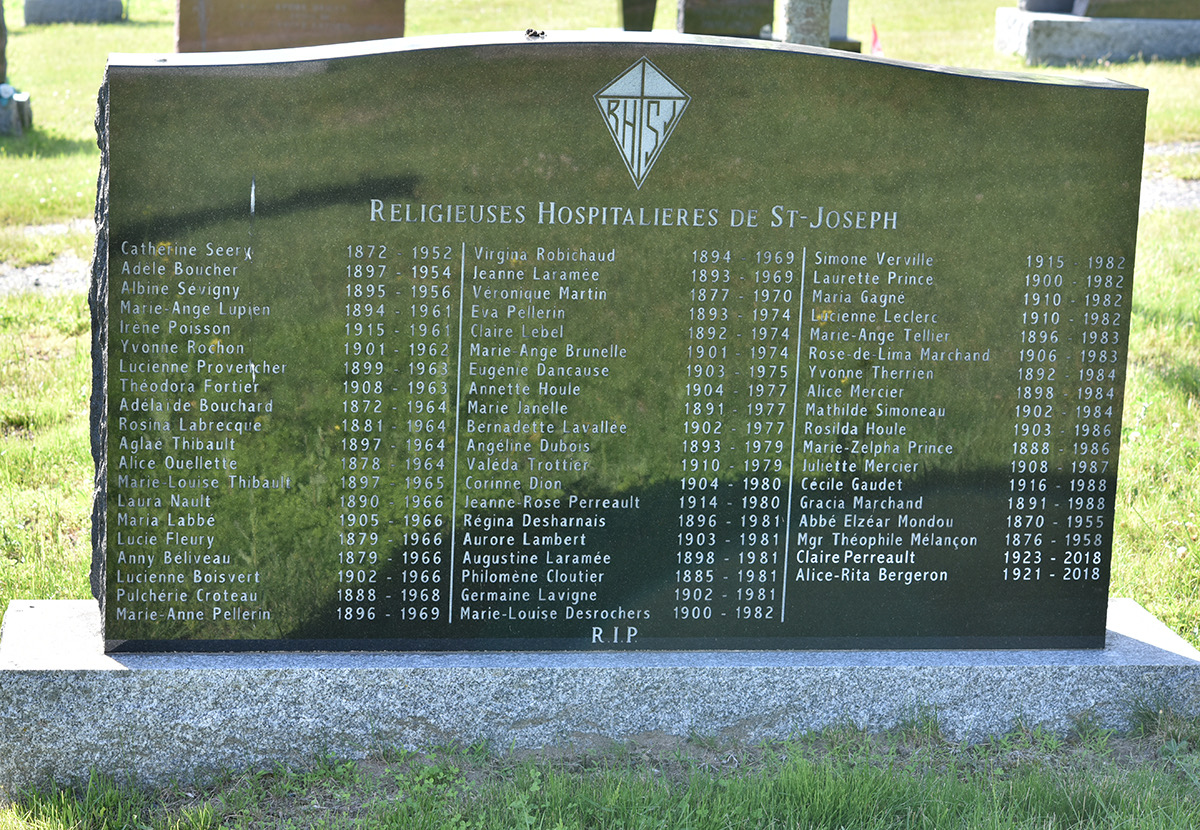 RHSJ
RELIGIEUSES HOSPITALIERES DE ST-JOSEPH
Catherine Seery 1872 - 1952
Adèle Boucher 1897 - 1954
Albine Sévigny 1895 - 1956
Marie-Ange Lupien 1894 - 1961
Irène Poisson 1915 - 1961
Yvonne Rochon 1901 - 1962
Lucienne Provencher 1899 - 1963
Théodora Fortier 1908 - 1963
Adélaïde Bouchard 1872 - 1964
Rosina Labrecque 1881 - 1964
Aglaé Thibault 1897 - 1964
Alice Ouellette 1878 - 1964
Marie-Louise Thibault 1897 - 1965
Laura Nault 1890 - 1966
Maria Labbé 1905 - 1966
Lucie Fleury 1879 - 1966
Anny Béliveau 1879 - 1966
Lucienne Boisvert 1902 - 1966
Pulchérie Croteau 1888 - 1968
Marie-Anne Pellerin 1896 - 1969
Virgina Robichaud 1894 - 1969
Jeanne Laramée 1893 - 1969
Véronique Martin 1877 - 1970
Eva Pellerin 1893 - 1974
Claire Lebel 1892 - 1974
Marie-Ange Brunelle 1901 - 1974
Eugénie Dancause 1903 - 1975
Annette Houle 1904 - 1977
Marie Janelle 1891 - 1977
Bernadette Lavallée 1902 - 1977
Angéline Dubois 1893 - 1979
Valéda Trottier 1910 - 1979
Corinne Dion 1904 - 1980
Jeanne-Rose Perreault 1914 - 1980
Régina Desharnais 1896 - 1981
Aurore Lambert 1903 - 1981
Augustine Laramée 1898 - 1981
Philomène Cloutier 1885 - 1981
Germaine Lavigne 1902 - 1981
Marie-Louise Desrochers 1900 - 1982
Simone Verville 1915 - 1982
Laurette Prince 1900 - 1982
Maria Gagné 1910 - 1982
Lucienne Leclerc 1910 - 1982
Marie-Ange Tellier 1896 - 1983
Rose-de-Lima Marchand 1906 - 1983
Yvonne Therrien 1892 - 1984
Alice Mercier 1898 - 1984
Mathilde Simoneau 1902 - 1984
Rosilda Houle 1903 - 1986
Marie-Zelpha Prince 1888 - 1986
Juliette Mercier 1908 - 1987
Cécile Gaudet 1916 - 1988
Gracia Marchand 1891 - 1988
Abbé Elzéar Mondou 1870 - 1955
Mgr Théophile Mélançon 1876 - 1958
Claire Perreault 1923 - 2018
Alice-Rita Bergeron 1921 - 2018
R.I.P.